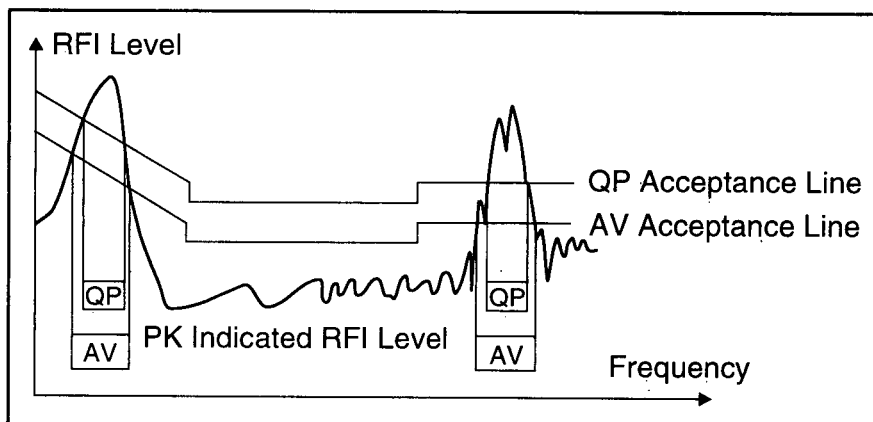 RFI Level
QP Acceptance Line
AV Acceptance Line
QP
QP
PK Indicated RFI Level
AV
AV
Frequency